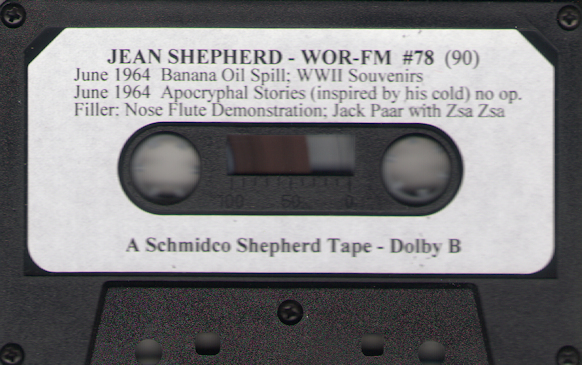 JEAN SHEPHERD - WOR-FM #78 (90)
June 1964 Banana Oil Spill; WWII Souvenirs
June 1964 Apocryphal Stories (inspired by his cold) no op.
Filler: Nose Flute Demonstration; Jack Paar with Zsa Zsa
100 50 0
A Schmidco Shepherd Tape - Dolby B